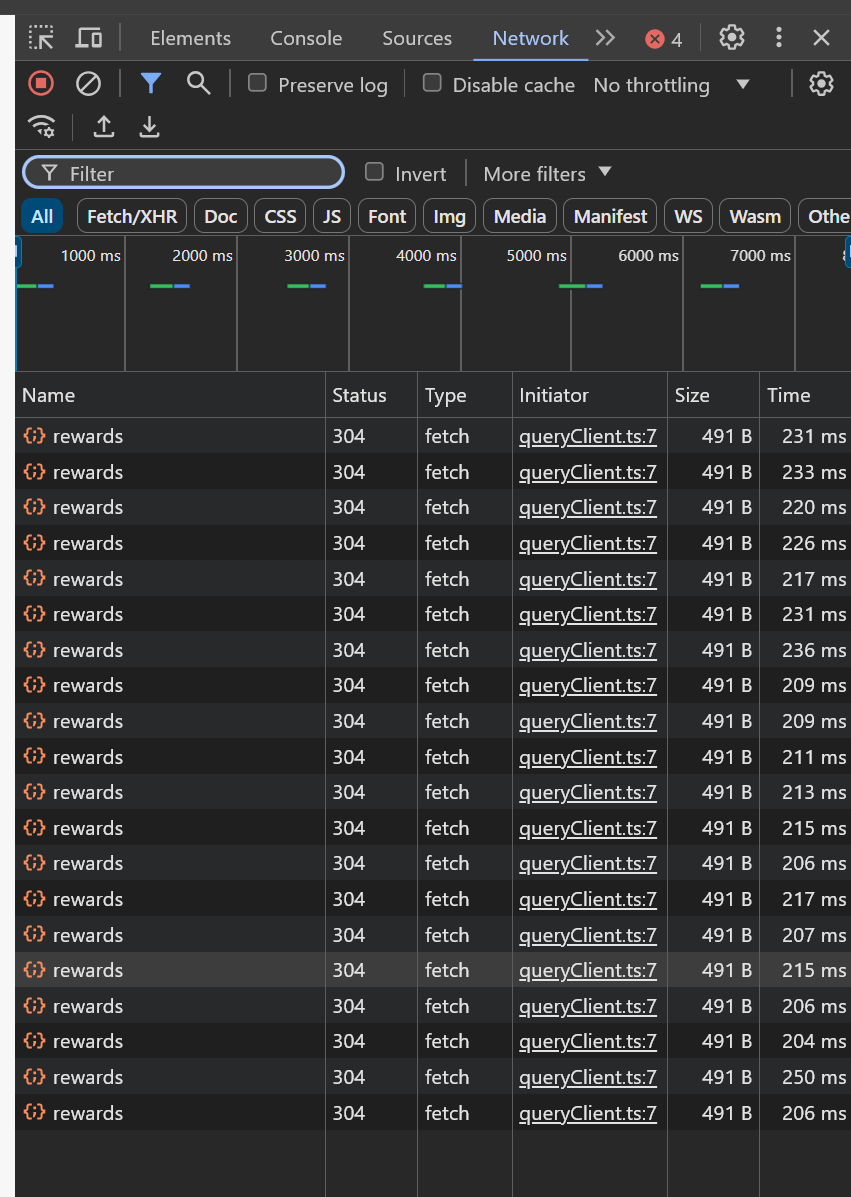 Elements Console Sources Network 4
Preserve log Disable cache No throttling
Filter Invert More filters
All Fetch/XHR Doc CSS JS Font Img Media Manifest WS Wasm Othe
1000 ms 2000 ms 3000 ms 4000 ms 5000 ms 6000 ms 7000 ms
Name Status Type Initiator Size Time
rewards 304 fetch queryClient.ts:7 491 B 231 ms
rewards 304 fetch queryClient.ts:7 491 B 233 ms
rewards 304 fetch queryClient.ts:7 491 B 220 ms
rewards 304 fetch queryClient.ts:7 491 B 226 ms
rewards 304 fetch queryClient.ts:7 491 B 217 ms
rewards 304 fetch queryClient.ts:7 491 B 231 ms
rewards 304 fetch queryClient.ts:7 491 B 236 ms
rewards 304 fetch queryClient.ts:7 491 B 209 ms
rewards 304 fetch queryClient.ts:7 491 B 209 ms
rewards 304 fetch queryClient.ts:7 491 B 211 ms
rewards 304 fetch queryClient.ts:7 491 B 213 ms
rewards 304 fetch queryClient.ts:7 491 B 215 ms
rewards 304 fetch queryClient.ts:7 491 B 206 ms
rewards 304 fetch queryClient.ts:7 491 B 217 ms
rewards 304 fetch queryClient.ts:7 491 B 207 ms
rewards 304 fetch queryClient.ts:7 491 B 215 ms
rewards 304 fetch queryClient.ts:7 491 B 206 ms
rewards 304 fetch queryClient.ts:7 491 B 204 ms
rewards 304 fetch queryClient.ts:7 491 B 250 ms
rewards 304 fetch queryClient.ts:7 491 B 206 ms